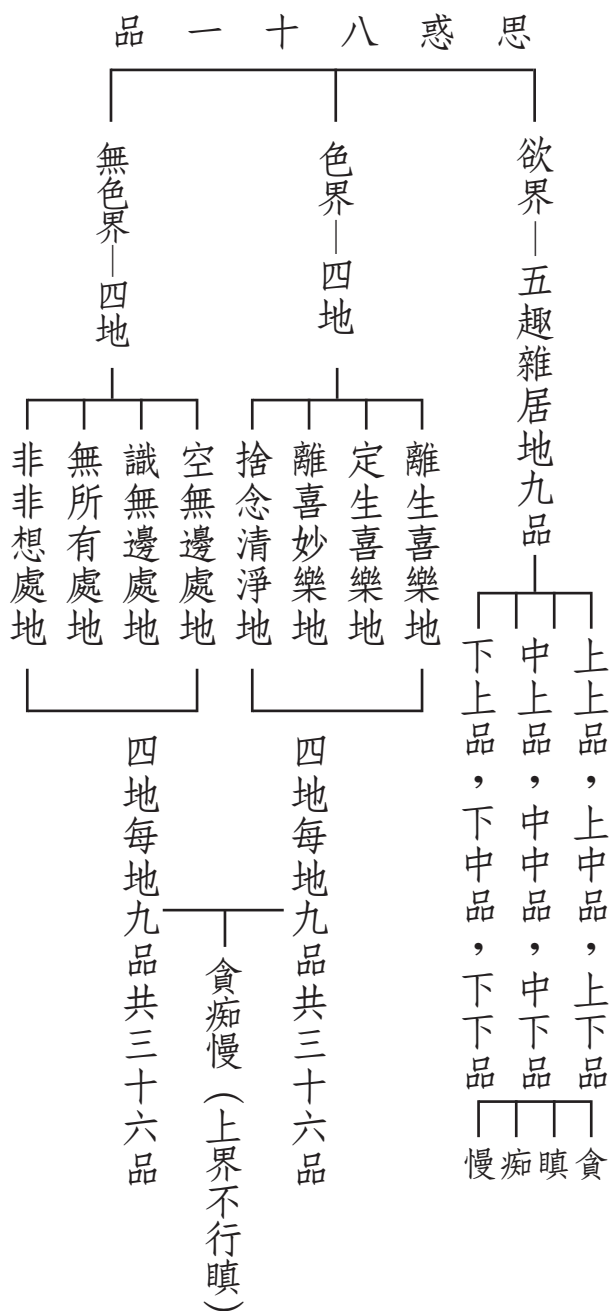 思惑八十一品
欲界—五趣雜居地九品
上上品，上中品，上下品
中上品，中中品，中下品
下上品，下中品，下下品
貪瞋痴慢
色界—四地
離生喜樂地
定生喜樂地
離喜妙樂地
捨念清淨地
四地每地九品共三十六品
無色界—四地
空無邊處地
識無邊處地
無所有處地
非非想處地
四地每地九品共三十六品
貪痴慢（上界不行瞋）